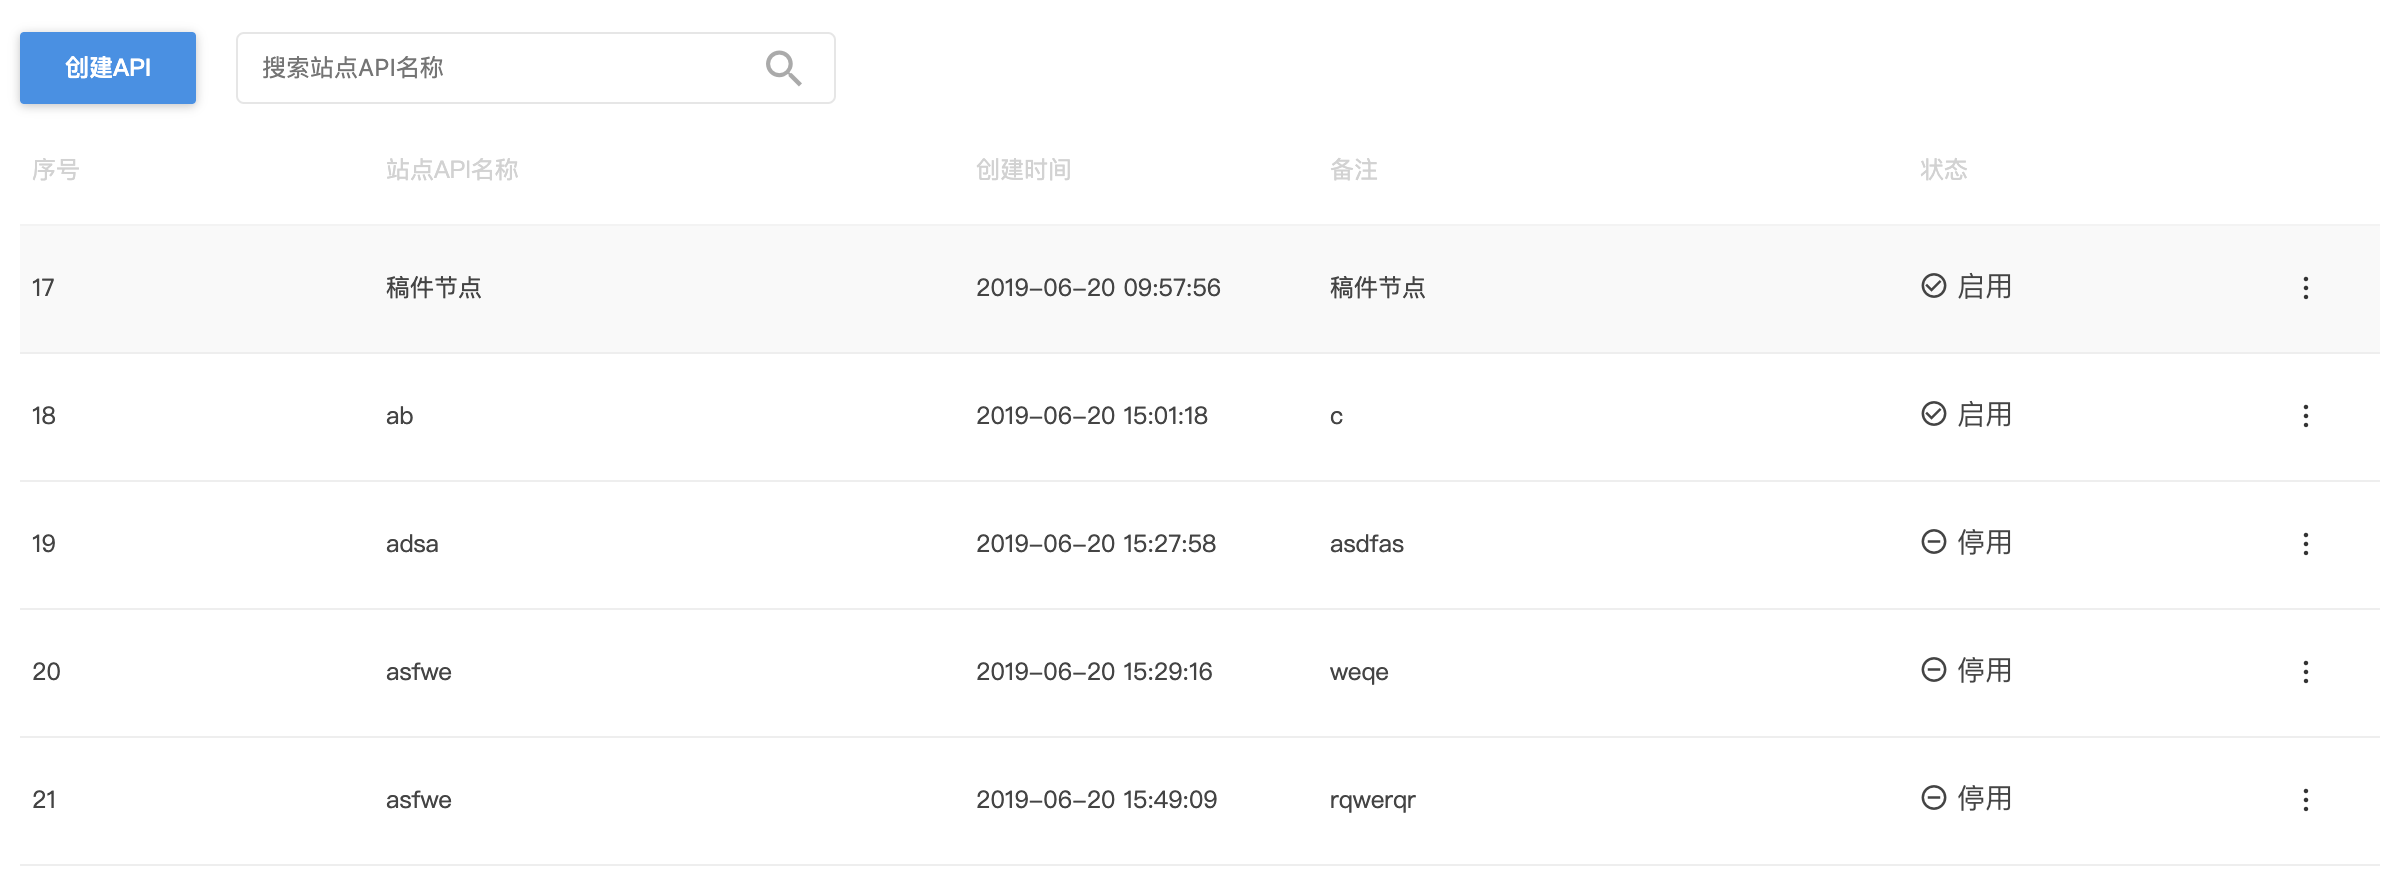 创建API 搜索站点API名称
序号 站点API名称 创建时间 备注 状态
17 稿件节点 2019-06-20 09:57:56 稿件节点 启用
18 ab 2019-06-20 15:01:18 c 启用
19 adsa 2019-06-20 15:27:58 asdfas 停用
20 asfwe 2019-06-20 15:29:16 weqe 停用
21 asfwe 2019-06-20 15:49:09 rqwerqr 停用